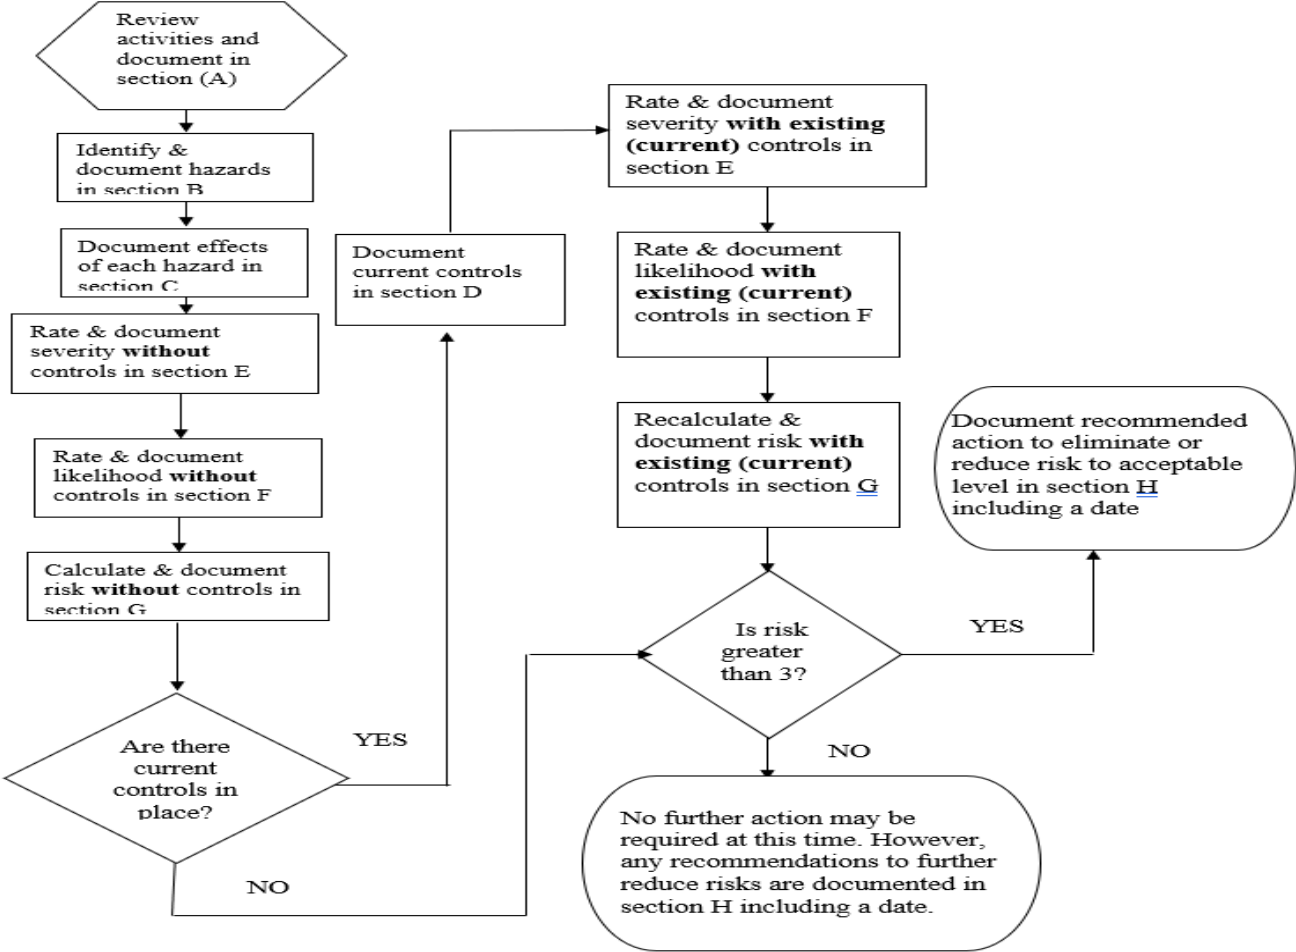 Review
activities and
document in
section (A)
Identify &
document hazards
in section B
Document effects
of each hazard in
section C
Rate & document
severity without
controls in section E
Rate & document
likelihood without
controls in section F
Calculate & document
risk without controls in
section G
Are there
current
controls in
place?
YES
NO
Document
current controls
in section D
Rate & document
severity with existing
(current) controls in
section E
Rate & document
likelihood with
existing (current)
controls in section F
Recalculate &
document risk with
existing (current)
controls in section G
Is risk
greater
than 3?
YES
NO
Document recommended
action to eliminate or
reduce risk to acceptable
level in section H
including a date
No further action may be
required at this time. However,
any recommendations to further
reduce risks are documented in
section H including a date.